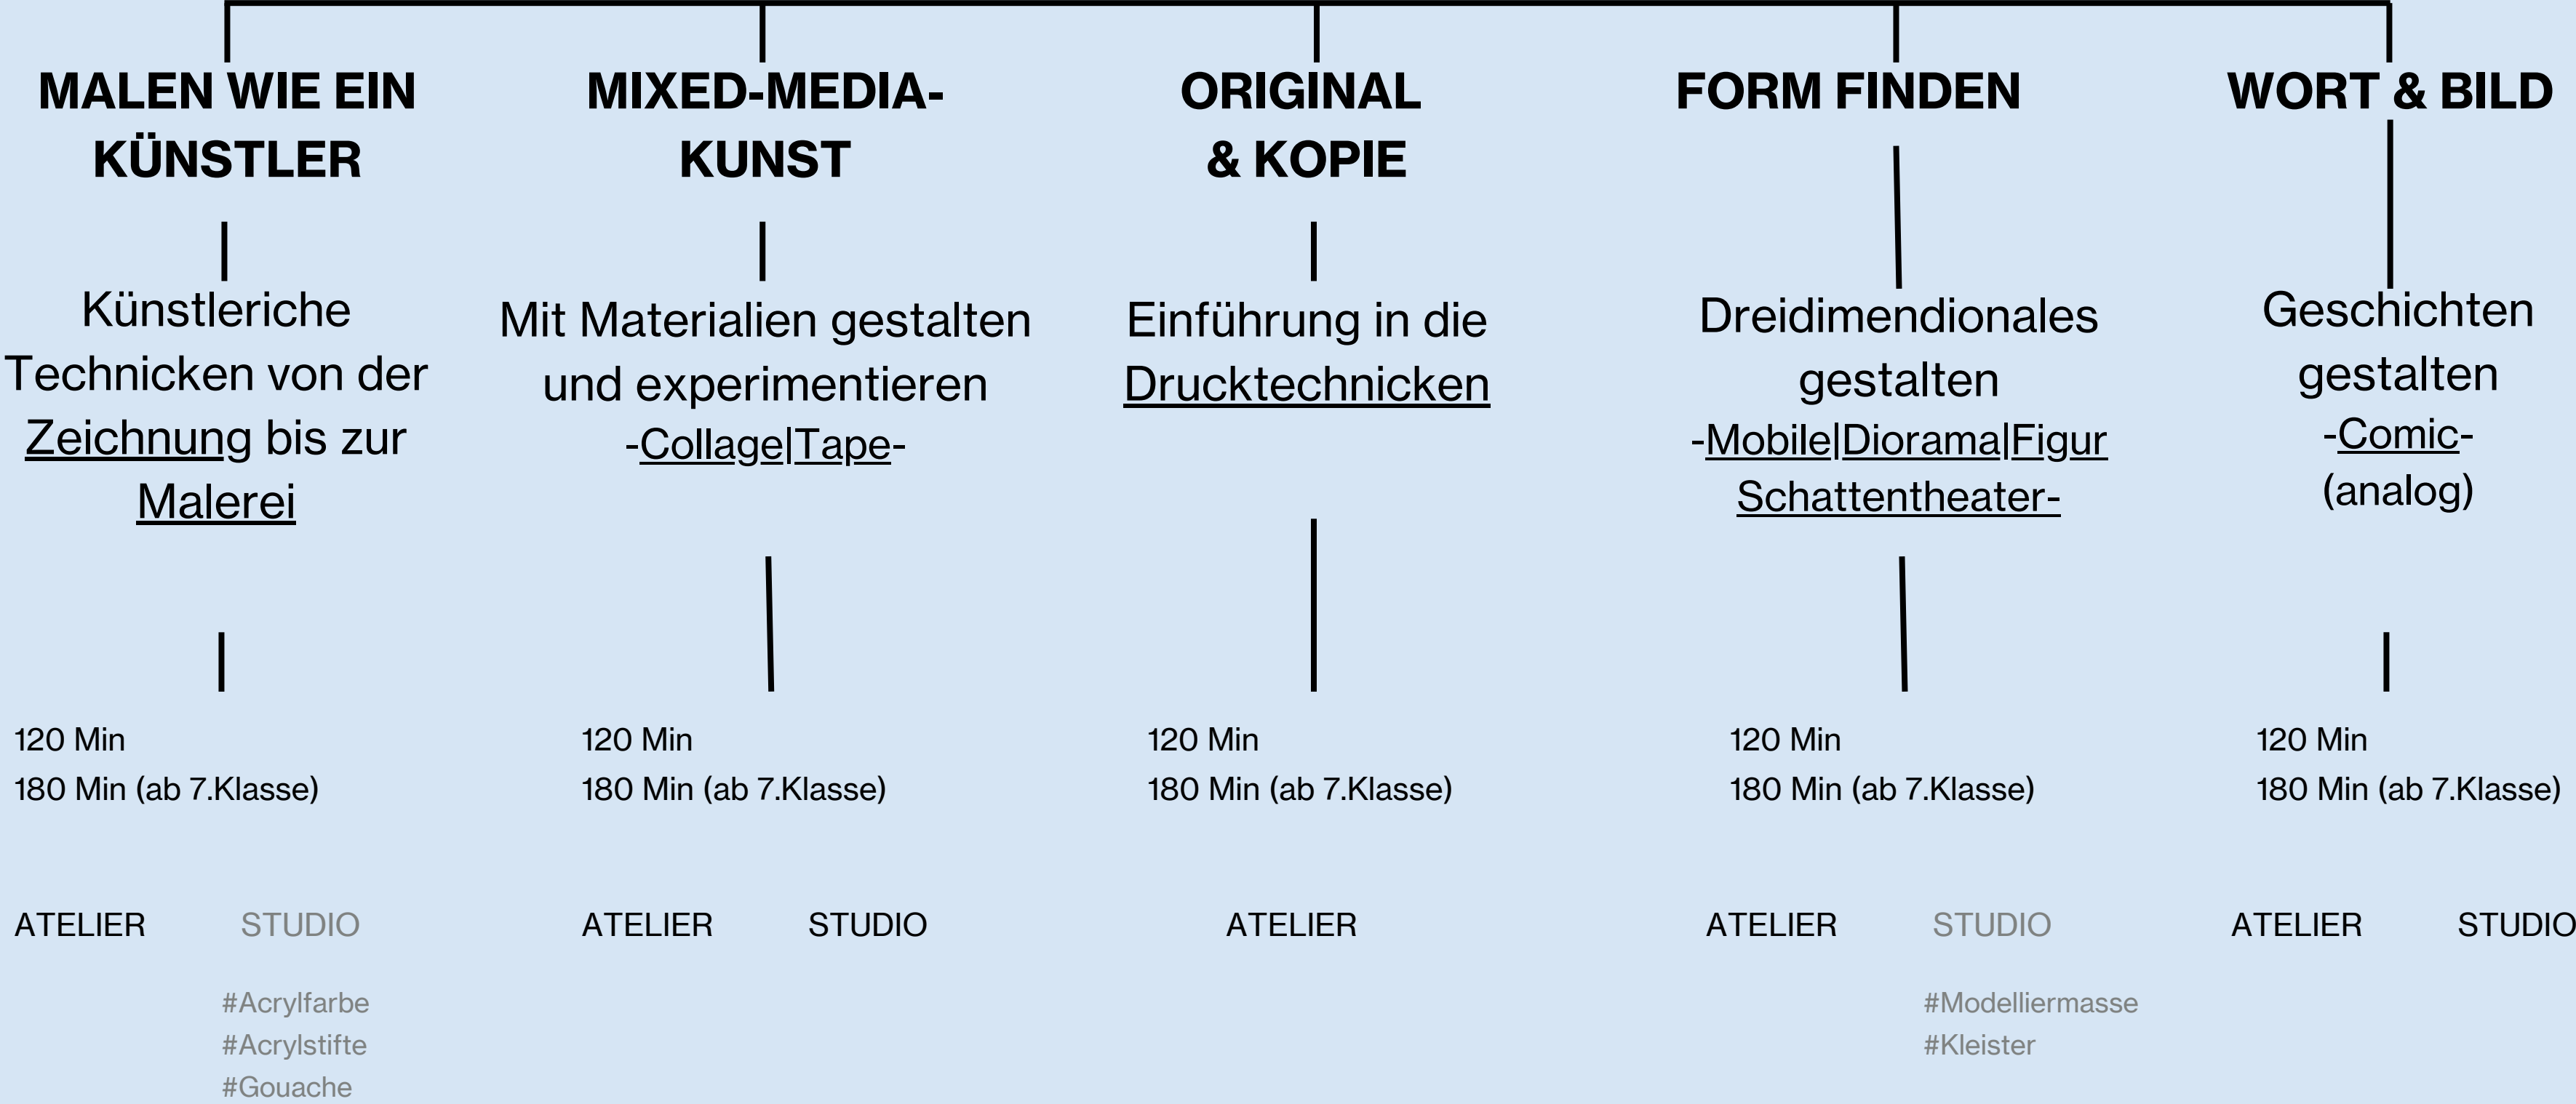 MALEN WIE EIN
KÜNSTLER
Künstleriche
Technicken von der
Zeichnung bis zur
Malerei
120 Min
180 Min (ab 7.Klasse)
ATELIER
STUDIO
#Acrylfarbe
#Acrylstifte
#Gouache
MIXED-MEDIA-
KUNST
Mit Materialien gestalten
und experimentieren
-Collage|Tape-
120 Min
180 Min (ab 7.Klasse)
ATELIER
STUDIO
ORIGINAL
& KOPIE
Einführung in die
Drucktechnicken
120 Min
180 Min (ab 7.Klasse)
ATELIER
FORM FINDEN
Dreidimendionales
gestalten
-Mobile|Diorama|Figur
Schattentheater-
120 Min
180 Min (ab 7.Klasse)
ATELIER
STUDIO
#Modelliermasse
#Kleister
WORT & BILD
Geschichten
gestalten
-Comic-
(analog)
120 Min
180 Min (ab 7.Klasse)
ATELIER
STUDIO